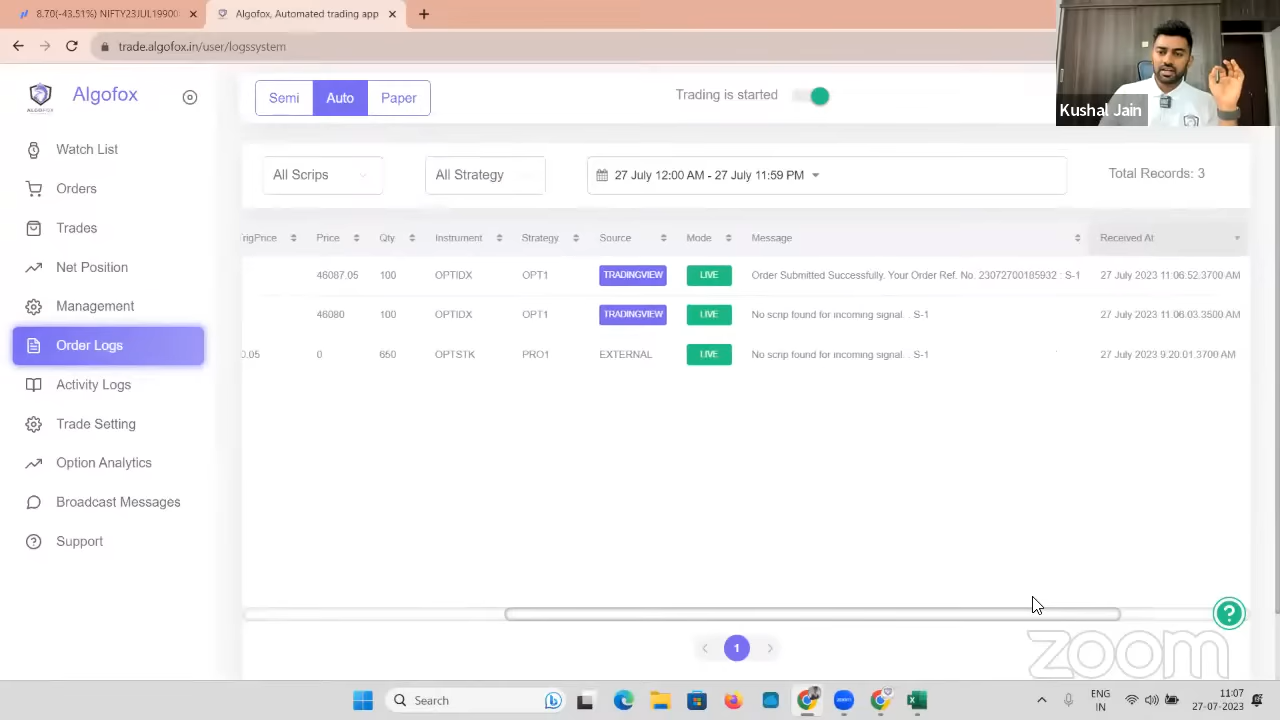 8.70(-43.51%) NIFTY23JUL19900
Algofox, Automated trading app
trade.algofox.in/user/logssystem
Kushal Jain
Algofox
ALGOFOX
Semi Auto Paper
Trading is started
Watch List
Orders
Trades
Net Position
Management
Order Logs
Activity Logs
Trade Setting
Option Analytics
Broadcast Messages
Support
All Scrips All Strategy 27 July 12:00 AM - 27 July 11:59 PM Total Records: 3
rigPrice Price Qty Instrument Strategy Source Mode Message Received At
46087.05 100 OPTIDX OPT1 TRADINGVIEW LIVE Order Submitted Successfully. Your Order Ref. No. 23072700185932 : S-1 27 July 2023 11:06:52.3700 AM
46080 100 OPTIDX OPT1 TRADINGVIEW LIVE No scrip found for incoming signal. . S-1 27 July 2023 11:06:03.3500 AM
0.05 0 650 OPTSTK PRO1 EXTERNAL LIVE No scrip found for incoming signal. . S-1 27 July 2023 9:20:01.3700 AM
1
?
zoom
Search
ENG
IN
11:07
27-07-2023